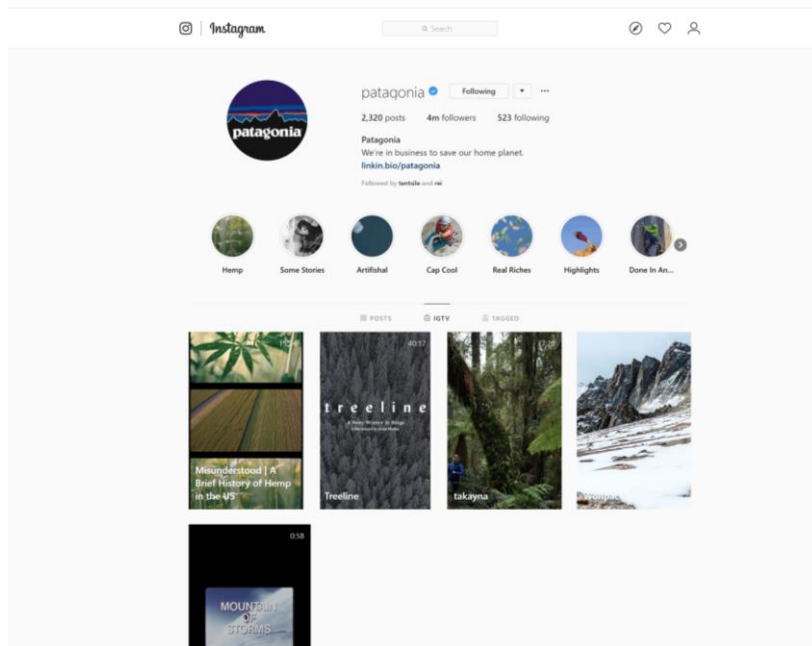 Instagram
Search
patagonia
patagonia Following
2,320 posts 4m followers 523 following
Patagonia
We're in business to save our home planet.
linkin.bio/patagonia
Followed by tentsile and rei
Hemp Some Stories Artifishal Cap Cool Real Riches Highlights Done In An...
POSTS IGTV TAGGED
40:17
treeline
Misunderstood | A
Brief History of Hemp
in the US
Treeline
takayna
0:58
MOUNTAIN
OF
STORMS